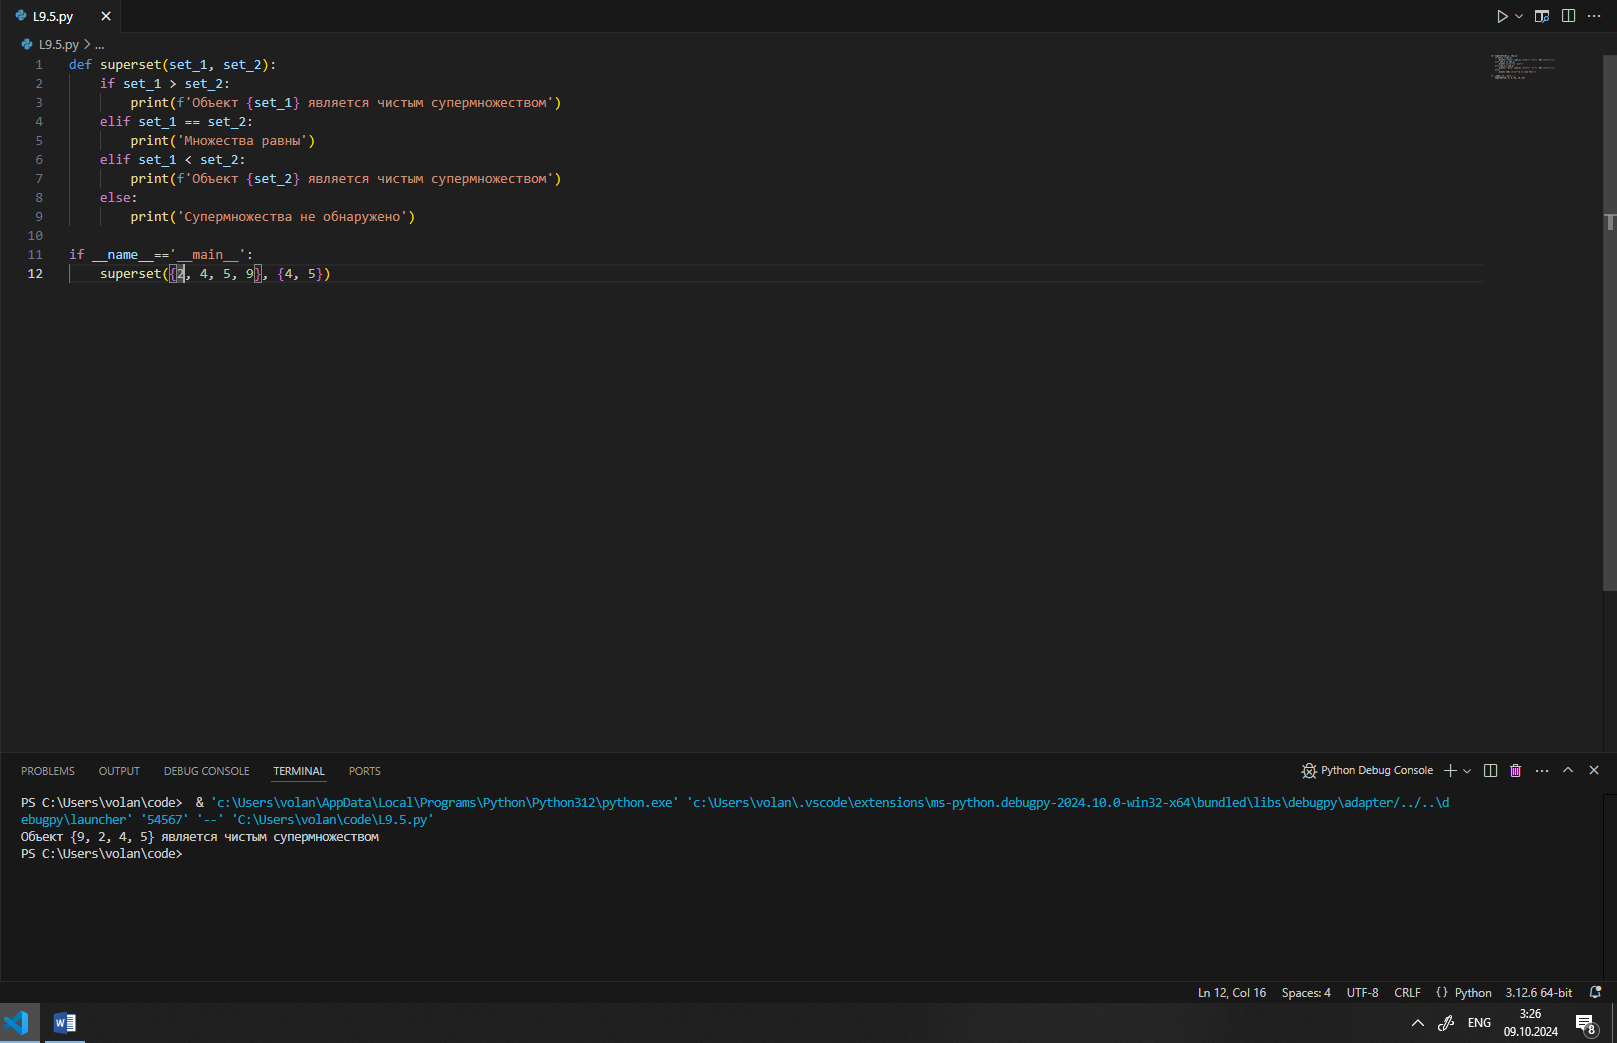 L9.5.py
L9.5.py > ...
1 def superset(set_1, set_2):
2     if set_1 > set_2:
3         print(f'Объект {set_1} является чистым супермножеством')
4     elif set_1 == set_2:
5         print('Множества равны')
6     elif set_1 < set_2:
7         print(f'Объект {set_2} является чистым супермножеством')
8     else:
9         print('Супермножества не обнаружено')
10
11 if __name__=='__main__':
12     superset({2, 4, 5, 9}, {4, 5})
PROBLEMS OUTPUT DEBUG CONSOLE TERMINAL PORTS Python Debug Console
PS C:\Users\volan\code>  & 'c:\Users\volan\AppData\Local\Programs\Python\Python312\python.exe' 'c:\Users\volan\.vscode\extensions\ms-python.debugpy-2024.10.0-win32-x64\bundled\libs\debugpy\adapter/../..\d
ebugpy\launcher' '54567' '--' 'C:\Users\volan\code\L9.5.py'
Объект {9, 2, 4, 5} является чистым супермножеством
PS C:\Users\volan\code>
Ln 12, Col 16 Spaces: 4 UTF-8 CRLF {} Python 3.12.6 64-bit
W ENG 3:26
09.10.2024 8